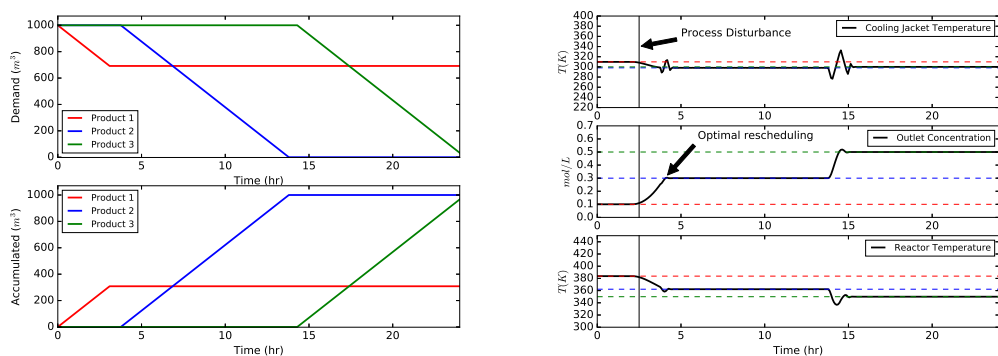 1000
800
600
400
200
0
Demand (m³)
Product 1
Product 2
Product 3
0 5 10 15 20
Time (hr)
1000
800
600
400
200
0
Accumulated (m³)
Product 1
Product 2
Product 3
0 5 10 15 20
Time (hr)
400
380
360
340
320
300
280
260
240
220
T(K)
Process Disturbance
Cooling Jacket Temperature
0 5 10 15 20
0.7
0.6
0.5
0.4
0.3
0.2
0.1
0.0
mol/L
Optimal rescheduling
Outlet Concentration
0 5 10 15 20
440
420
400
380
360
340
320
300
T(K)
Reactor Temperature
0 5 10 15 20
Time (hr)